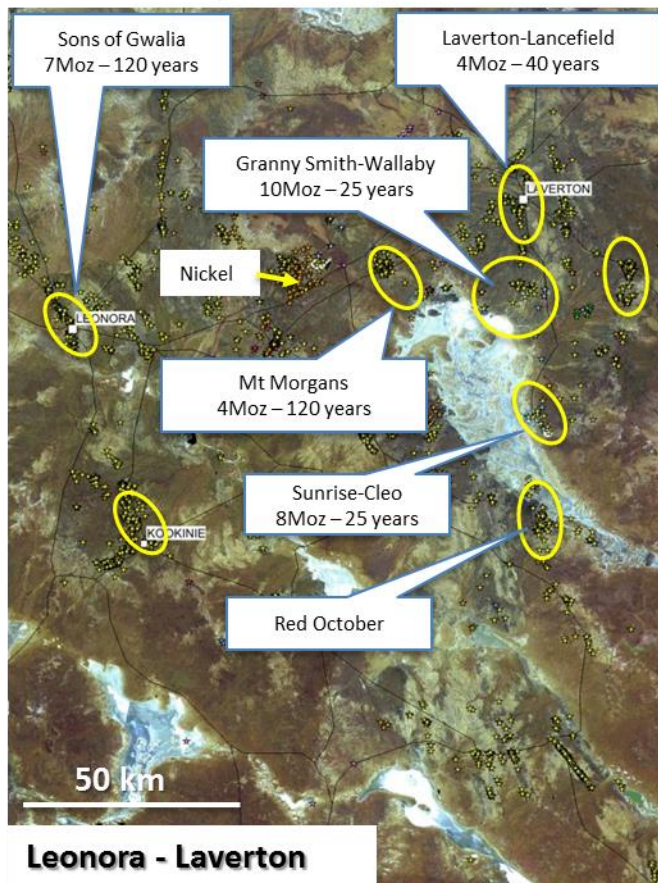 Sons of Gwalia
7Moz – 120 years
Laverton-Lancefield
4Moz – 40 years
Granny Smith-Wallaby
10Moz – 25 years
LAVERTON
Nickel
LEONORA
Mt Morgans
4Moz – 120 years
Sunrise-Cleo
8Moz – 25 years
KOOKINIE
Red October
50 km
Leonora - Laverton